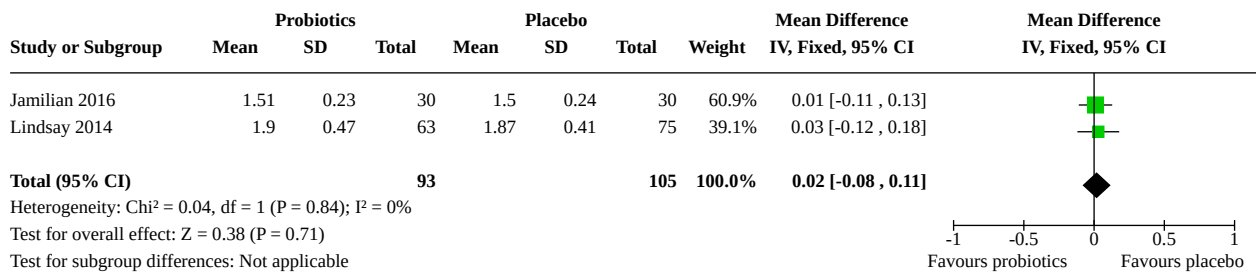 Probiotics Placebo Mean Difference Mean Difference
Study or Subgroup Mean SD Total Mean SD Total Weight IV, Fixed, 95% CI IV, Fixed, 95% CI
Jamilian 2016 1.51 0.23 30 1.5 0.24 30 60.9% 0.01 [-0.11 , 0.13]
Lindsay 2014 1.9 0.47 63 1.87 0.41 75 39.1% 0.03 [-0.12 , 0.18]
Total (95% CI) 93 105 100.0% 0.02 [-0.08 , 0.11]
Heterogeneity: Chi² = 0.04, df = 1 (P = 0.84); I² = 0%
Test for overall effect: Z = 0.38 (P = 0.71)
Test for subgroup differences: Not applicable
-1 -0.5 0 0.5 1
Favours probiotics Favours placebo